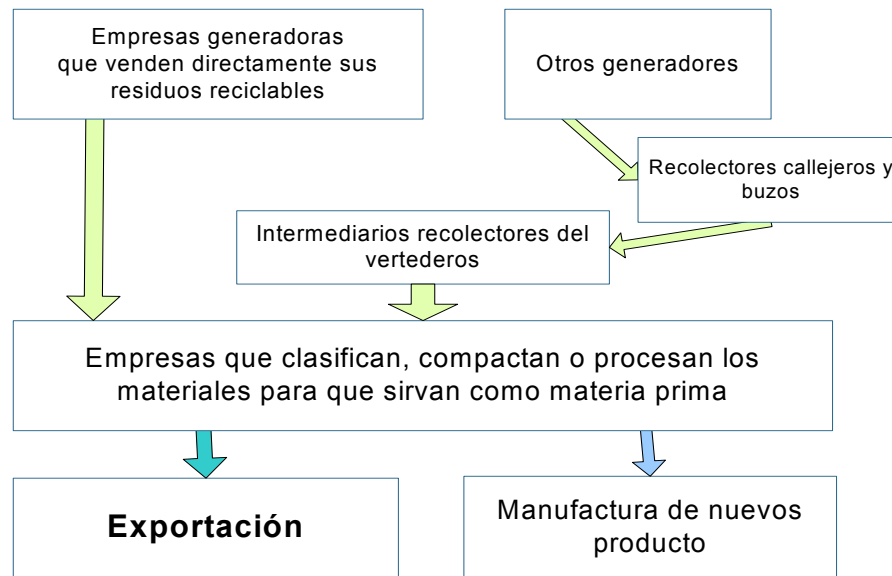 Empresas generadoras
que venden directamente sus
residuos reciclables
Otros generadores
Recolectores callejeros y
buzos
Intermediarios recolectores del
vertederos
Empresas que clasifican, compactan o procesan los
materiales para que sirvan como materia prima
Exportación
Manufactura de nuevos
producto